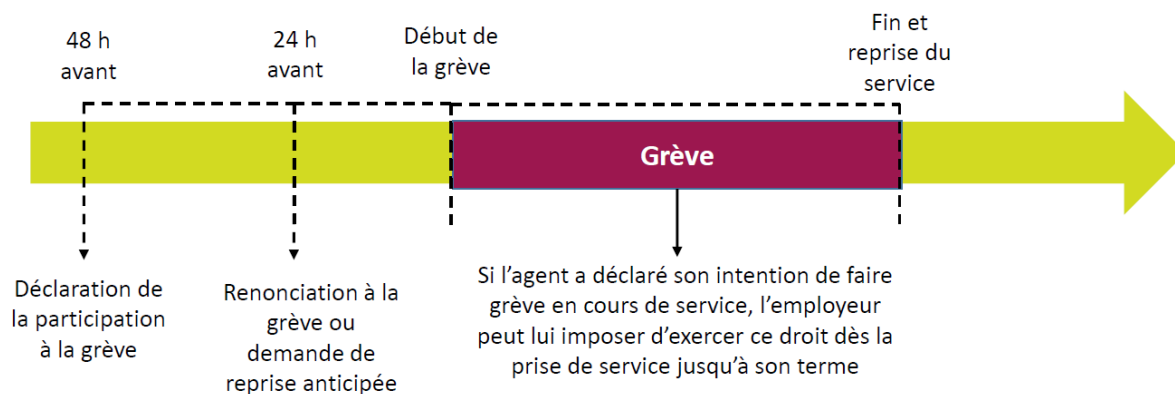 48 h
avant
24 h
avant
Début de
la grève
Fin et
reprise du
service
Grève
Déclaration de
la participation
à la grève
Renonciation à la
grève ou
demande de
reprise anticipée
Si l’agent a déclaré son intention de faire
grève en cours de service, l’employeur
peut lui imposer d’exercer ce droit dès la
prise de service jusqu’à son terme